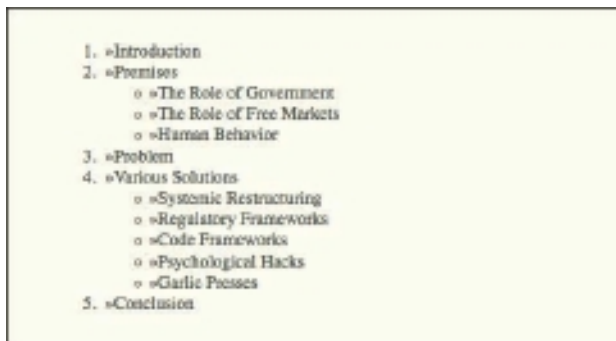 1. »Introduction
2. »Premises
o »The Role of Government
o »The Role of Free Markets
o »Human Behavior
3. »Problem
4. »Various Solutions
o »Systemic Restructuring
o »Regulatory Frameworks
o »Code Frameworks
o »Psychological Hacks
o »Garlic Presses
5. »Conclusion